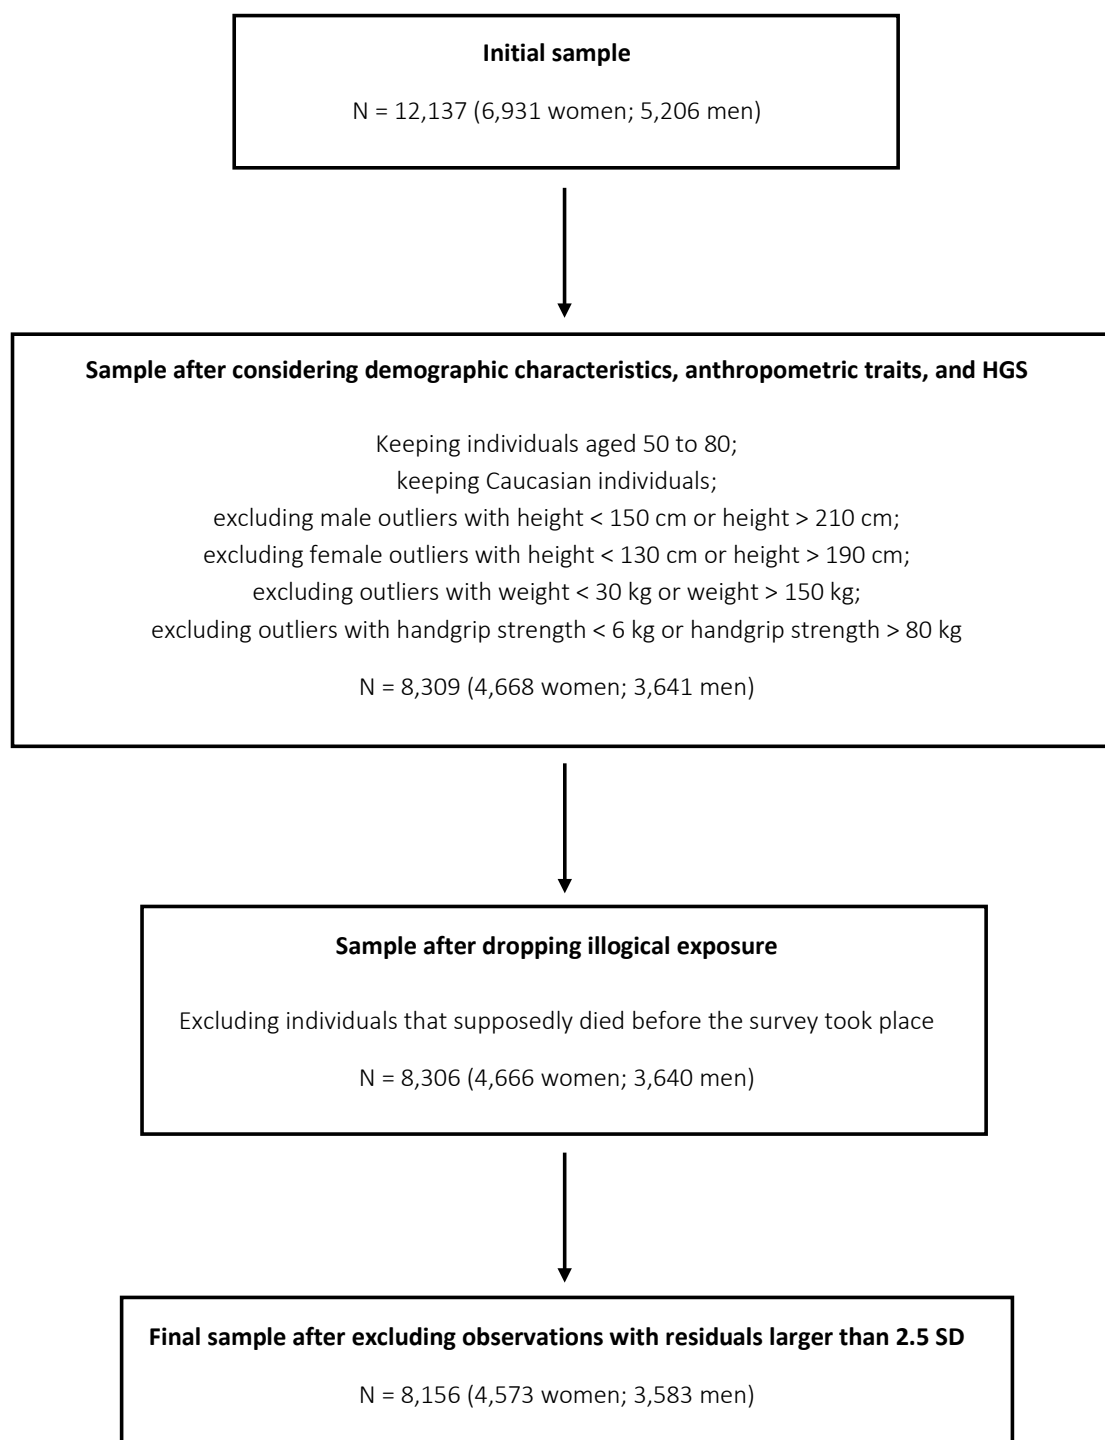 Initial sample
N = 12,137 (6,931 women; 5,206 men)
Sample after considering demographic characteristics, anthropometric traits, and HGS
Keeping individuals aged 50 to 80;
keeping Caucasian individuals;
excluding male outliers with height < 150 cm or height > 210 cm;
excluding female outliers with height < 130 cm or height > 190 cm;
excluding outliers with weight < 30 kg or weight > 150 kg;
excluding outliers with handgrip strength < 6 kg or handgrip strength > 80 kg
N = 8,309 (4,668 women; 3,641 men)
Sample after dropping illogical exposure
Excluding individuals that supposedly died before the survey took place
N = 8,306 (4,666 women; 3,640 men)
Final sample after excluding observations with residuals larger than 2.5 SD
N = 8,156 (4,573 women; 3,583 men)